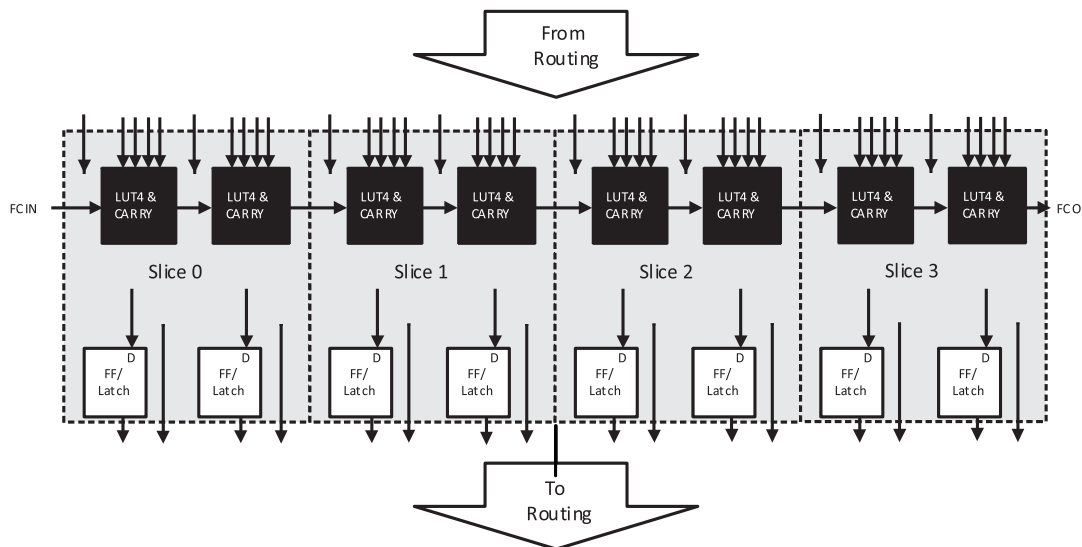 From
Routing
LUT4 &
CARRY
LUT4 &
CARRY
LUT4 &
CARRY
LUT4 &
CARRY
LUT4 &
CARRY
LUT4 &
CARRY
LUT4 &
CARRY
LUT4 &
CARRY
FCIN
FCO
Slice 0
Slice 1
Slice 2
Slice 3
D
FF/
Latch
D
FF/
Latch
D
FF/
Latch
D
FF/
Latch
D
FF/
Latch
D
FF/
Latch
D
FF/
Latch
D
FF/
Latch
To
Routing